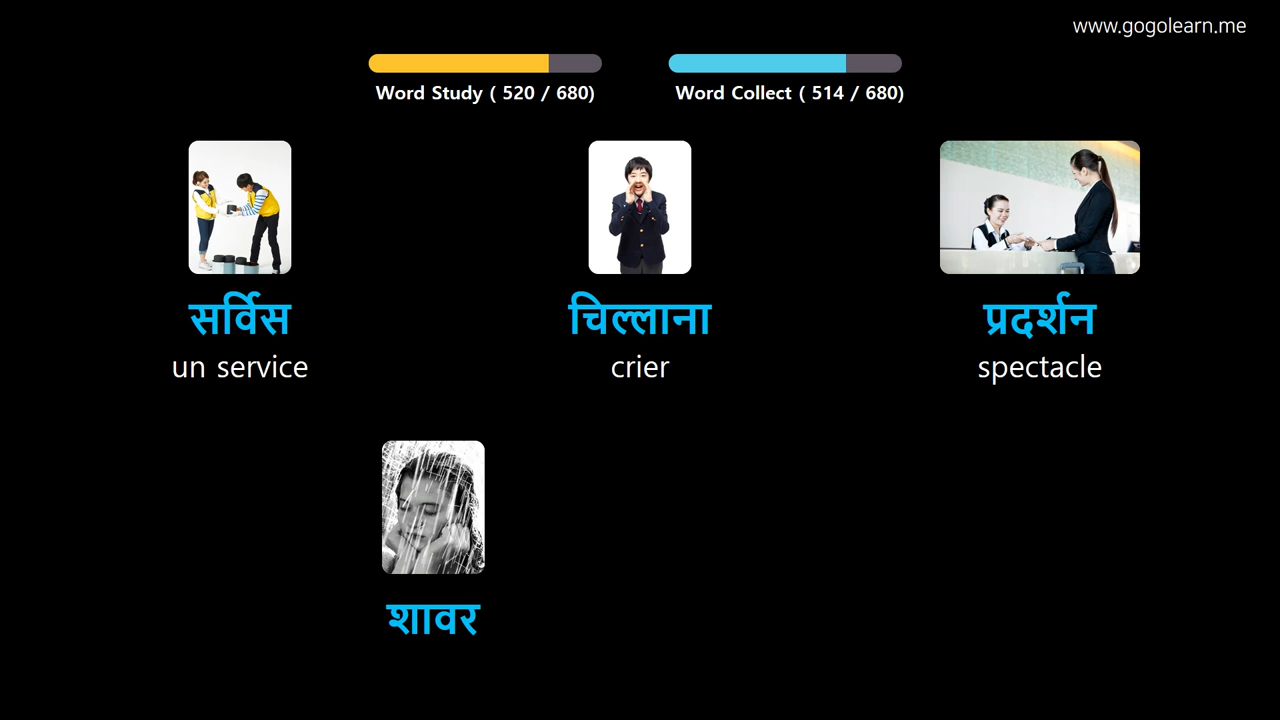 www.gogolearn.me
Word Study ( 520 / 680)
Word Collect ( 514 / 680)
सर्विस
un service
चिल्लाना
crier
प्रदर्शन
spectacle
शावर